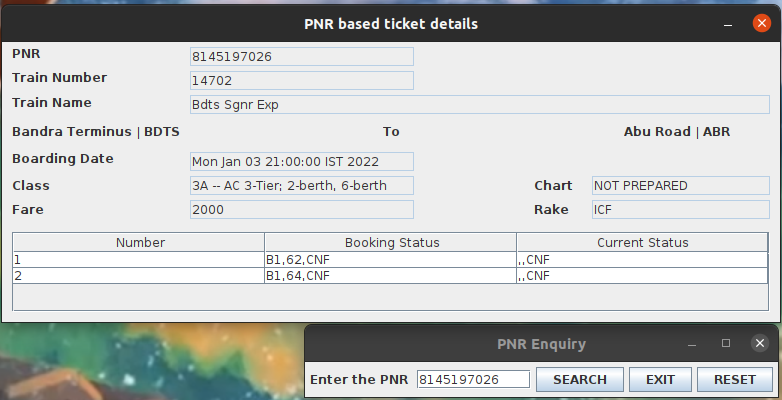 PNR based ticket details
PNR 8145197026
Train Number 14702
Train Name Bdts Sgnr Exp
Bandra Terminus | BDTS To Abu Road | ABR
Boarding Date Mon Jan 03 21:00:00 IST 2022
Class 3A -- AC 3-Tier; 2-berth, 6-berth Chart NOT PREPARED
Fare 2000 Rake ICF
Number Booking Status Current Status
1 B1,62,CNF ,,CNF
2 B1,64,CNF ,,CNF
PNR Enquiry
Enter the PNR 8145197026 SEARCH EXIT RESET